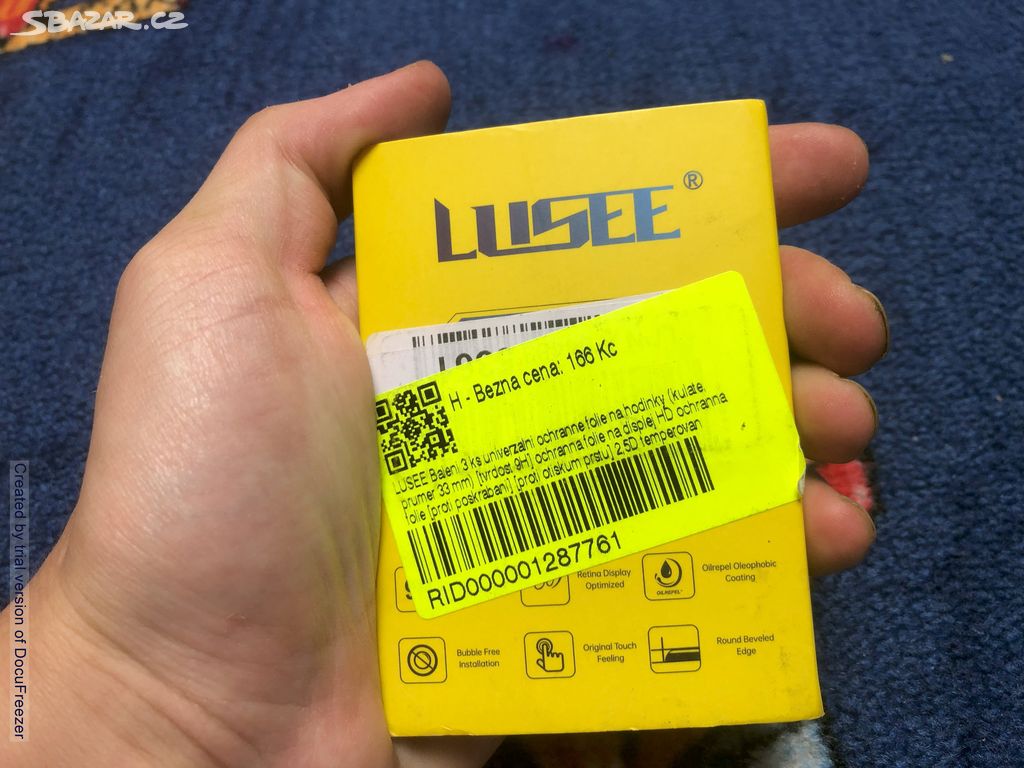 SBAZAR.CZ
LUSEE®
H - Bezna cena: 166 Kc
LUSEE Baleni 3 ks univerzalni ochranne folie na hodinky (kulate,
prumer 33 mm) [tvrdost 9H] ochranna folie na displej HD ochranna
folie [proti poskrabani] [proti otiskum prstu] 2.5D temperovan
RID000001287761
Retina Display
Optimized
OILREPEL
Oilrepel Oleophobic
Coating
Bubble Free
Installation
Original Touch
Feeling
Round Beveled
Edge
Created by trial version of DocuFreezer